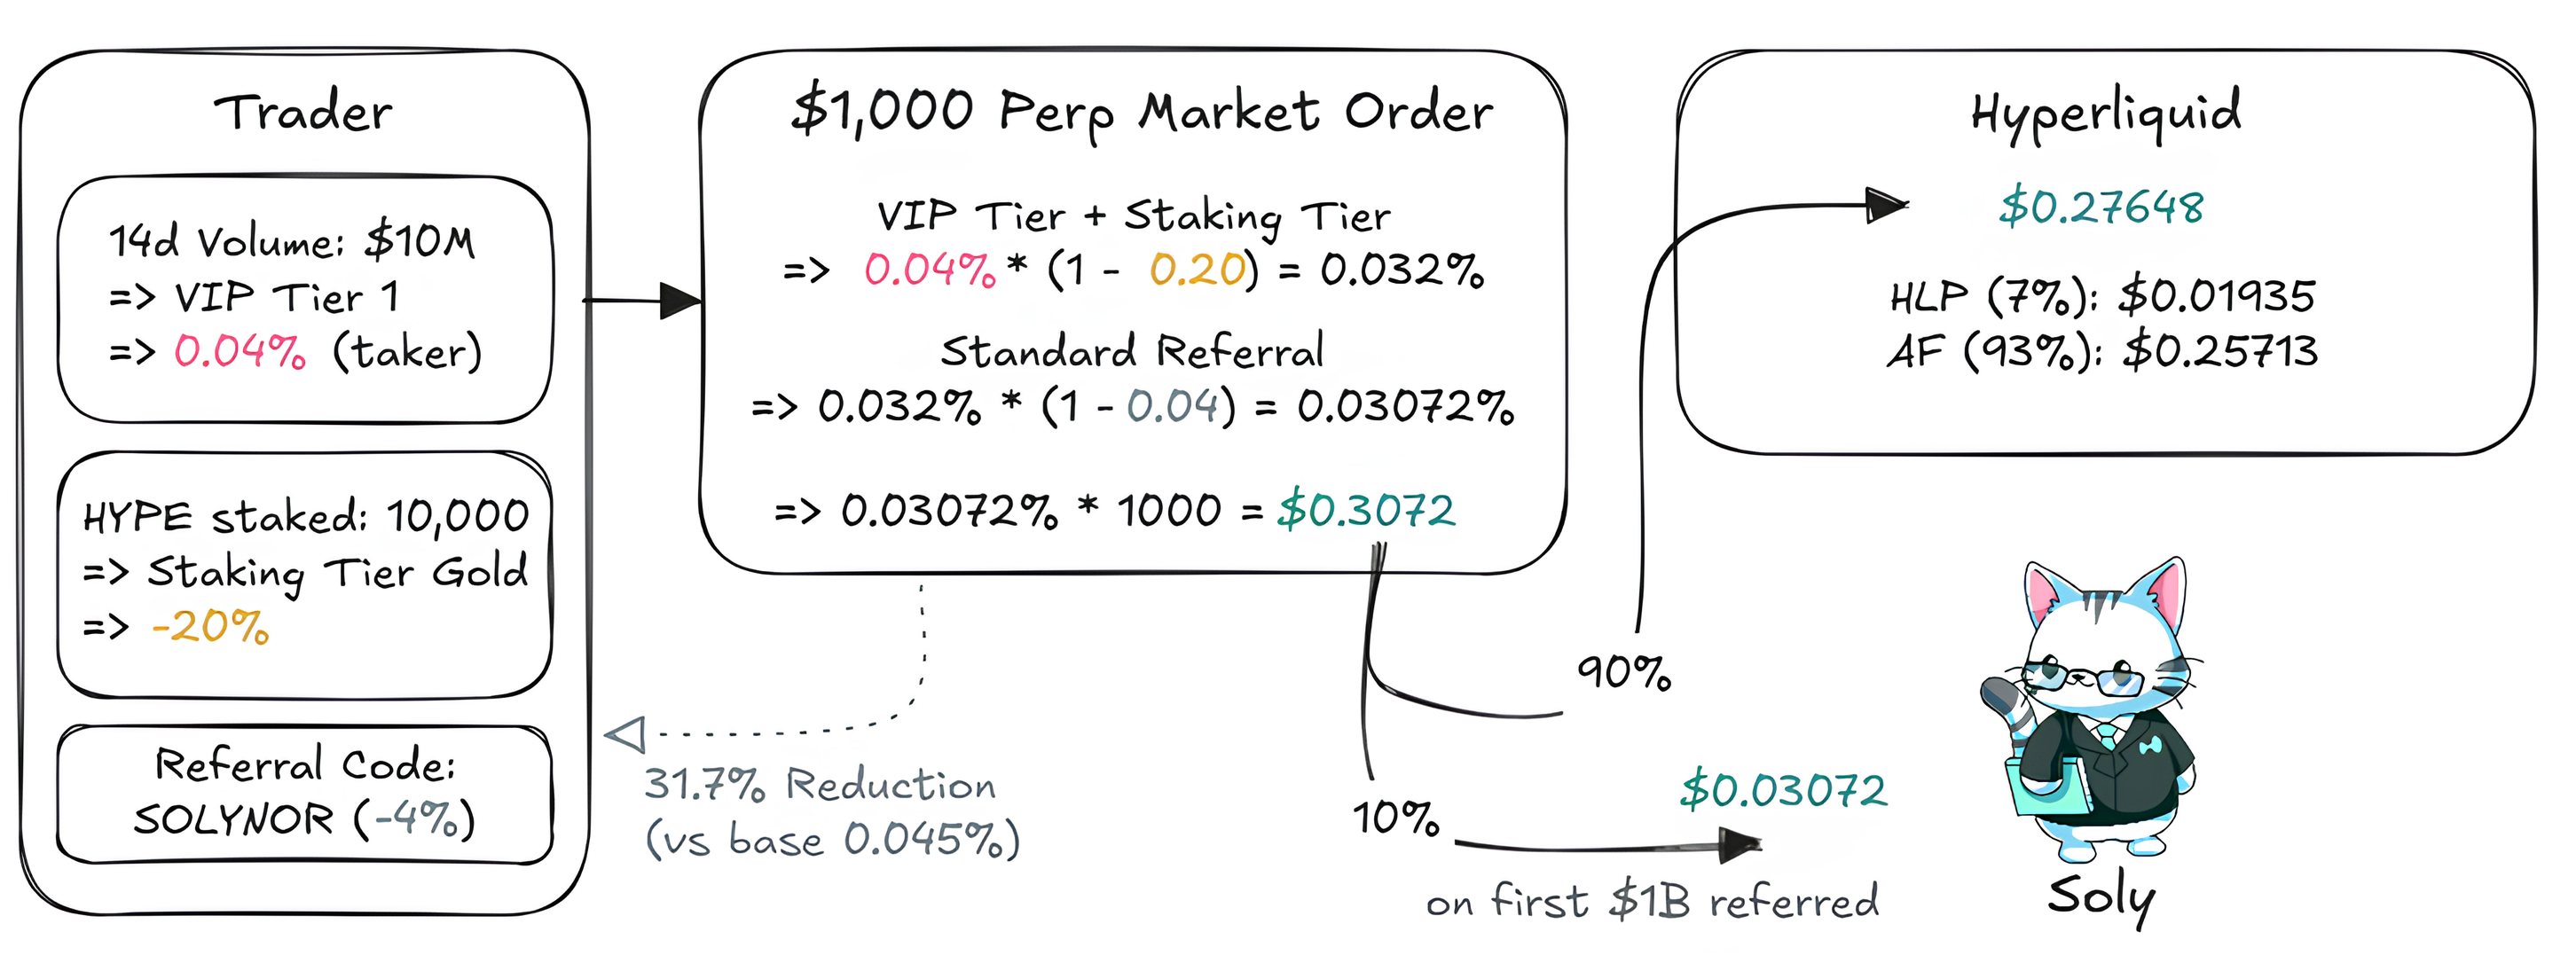 Trader
14d Volume: $10M
=> VIP Tier 1
=> 0.04% (taker)
HYPE staked: 10,000
=> Staking Tier Gold
=> -20%
Referral Code:
SOLYNOR (-4%)
$1,000 Perp Market Order
VIP Tier + Staking Tier
=> 0.04% * (1 - 0.20) = 0.032%
Standard Referral
=> 0.032% * (1 - 0.04) = 0.03072%
=> 0.03072% * 1000 = $0.3072
31.7% Reduction
(vs base 0.045%)
90%
10%
$0.03072
on first $1B referred
Hyperliquid
$0.27648
HLP (7%): $0.01935
AF (93%): $0.25713
Soly